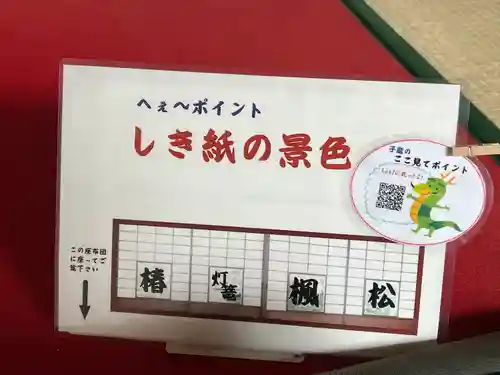 へぇ〜ポイント
しき紙の景色
子竜の
ここ見てポイント
この座布団
に座ってご
覧下さい
椿
灯篭
楓
松